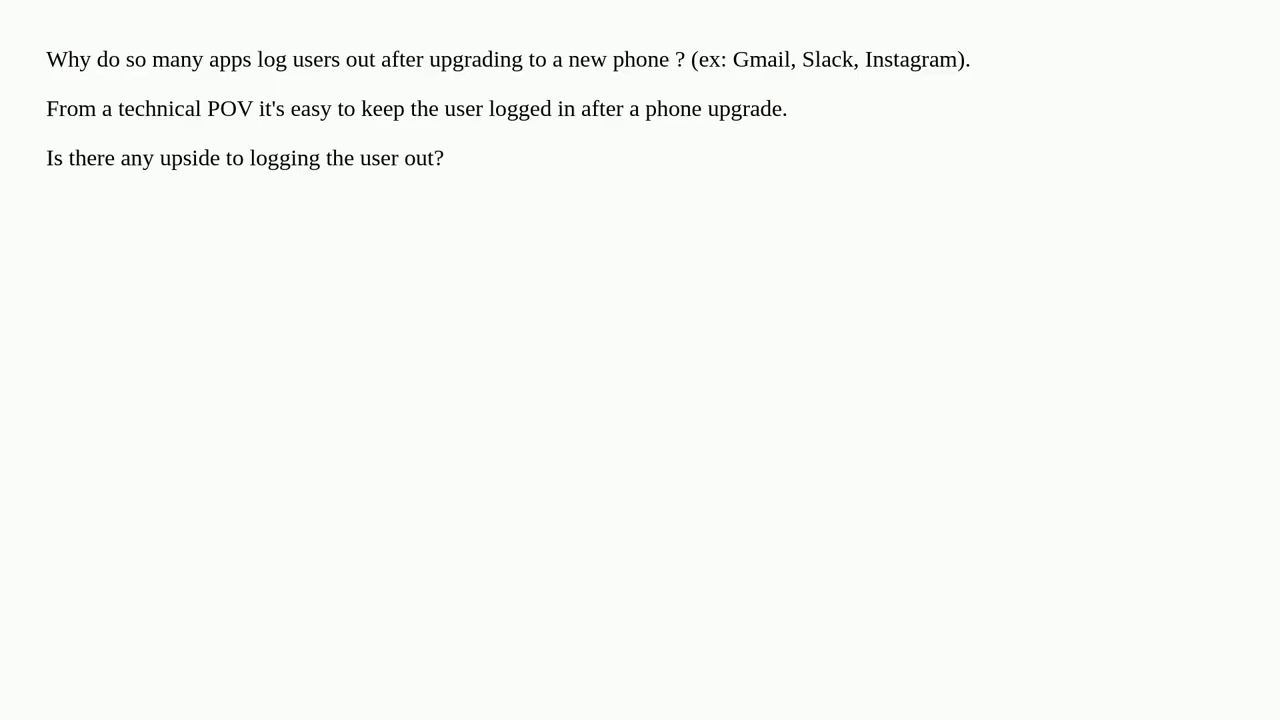 Why do so many apps log users out after upgrading to a new phone ? (ex: Gmail, Slack, Instagram).
From a technical POV it's easy to keep the user logged in after a phone upgrade.
Is there any upside to logging the user out?